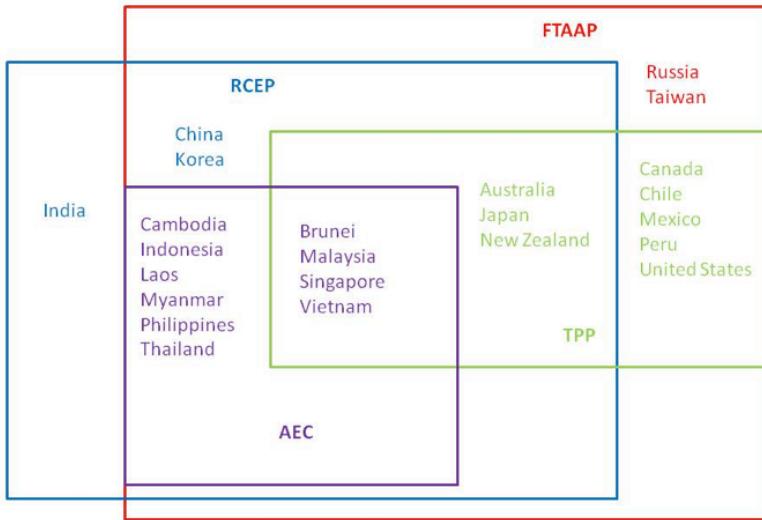 FTAAP
RCEP
Russia
Taiwan
China
Korea
India
Cambodia
Indonesia
Laos
Myanmar
Philippines
Thailand
Brunei
Malaysia
Singapore
Vietnam
Australia
Japan
New Zealand
Canada
Chile
Mexico
Peru
United States
TPP
AEC